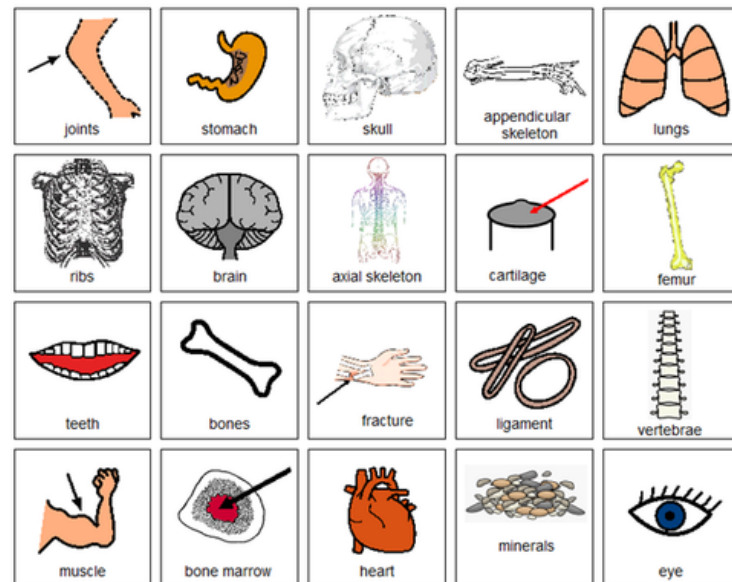 joints
stomach
skull
appendicular
skeleton
lungs
ribs
brain
axial skeleton
cartilage
femur
teeth
bones
fracture
ligament
vertebrae
muscle
bone marrow
heart
minerals
eye